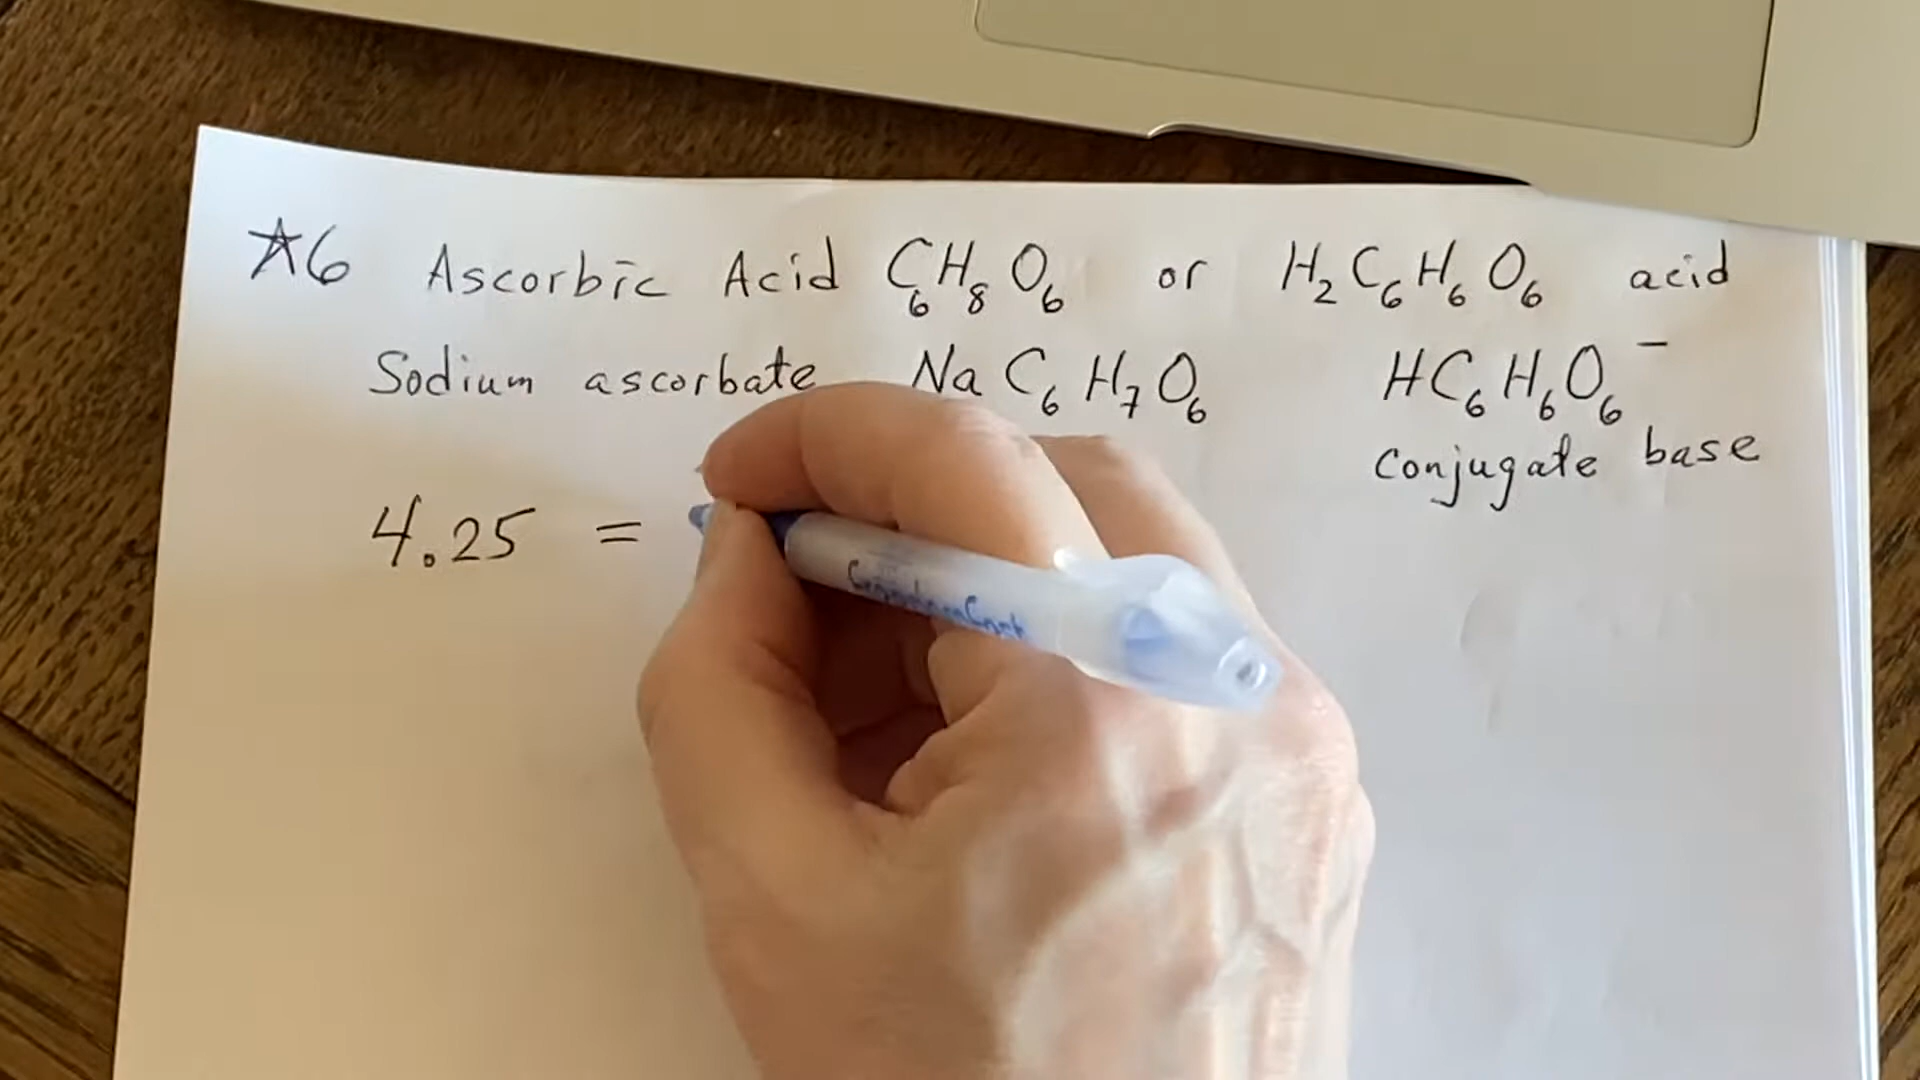 ☆6 Ascorbic Acid C₆H₈O₆ or H₂C₆H₆O₆ acid
Sodium ascorbate NaC₆H₇O₆ HC₆H₆O₆⁻
conjugate base
4.25 =